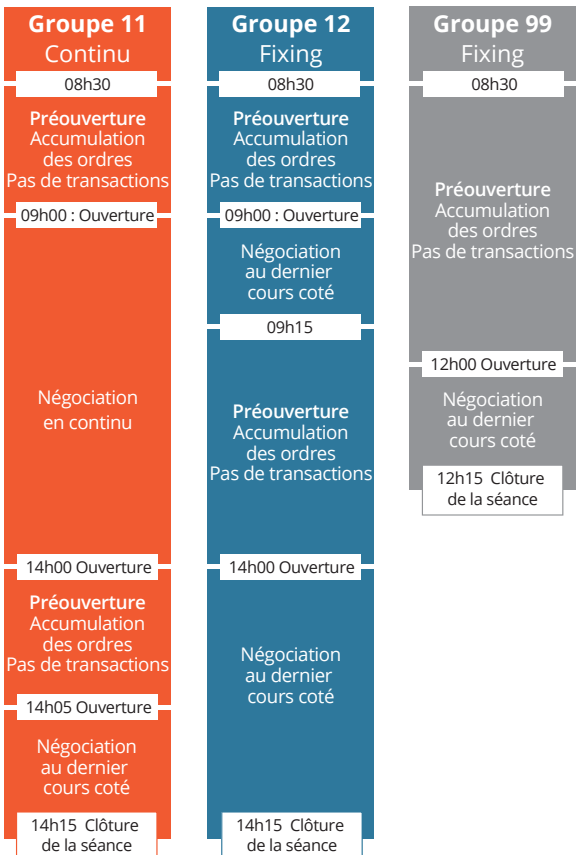 Groupe 11
Continu
08h30
Préouverture
Accumulation
des ordres
Pas de transactions
09h00 : Ouverture
Négociation
en continu
14h00 Ouverture
Préouverture
Accumulation
des ordres
Pas de transactions
14h05 Ouverture
Négociation
au dernier
cours coté
14h15 Clôture
de la séance
Groupe 12
Fixing
08h30
Préouverture
Accumulation
des ordres
Pas de transactions
09h00 : Ouverture
Négociation
au dernier
cours coté
09h15
Préouverture
Accumulation
des ordres
Pas de transactions
14h00 Ouverture
Négociation
au dernier
cours coté
14h15 Clôture
de la séance
Groupe 99
Fixing
08h30
Préouverture
Accumulation
des ordres
Pas de transactions
12h00 Ouverture
Négociation
au dernier
cours coté
12h15 Clôture
de la séance